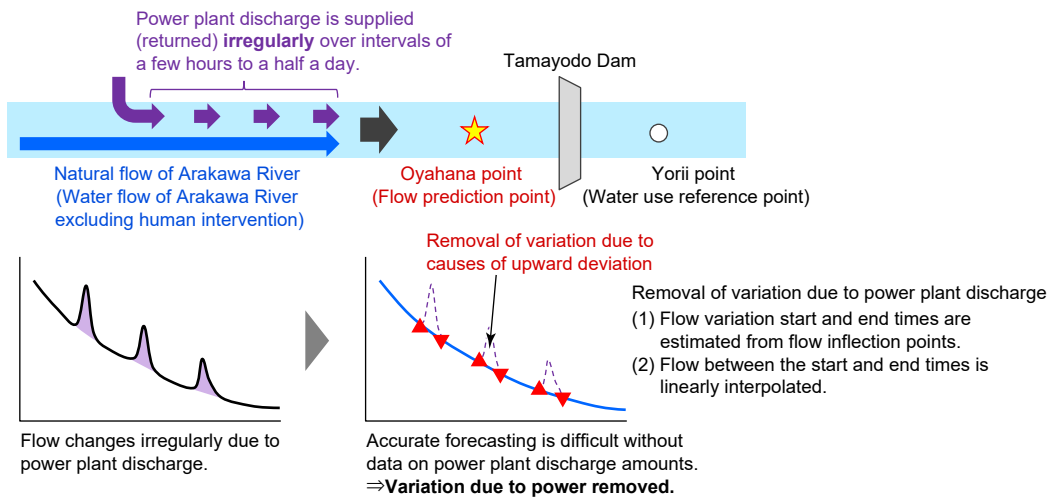 Power plant discharge is supplied
(returned) irregularly over intervals of
a few hours to a half a day.
Tamayodo Dam
Natural flow of Arakawa River
(Water flow of Arakawa River
excluding human intervention)
Oyahana point
(Flow prediction point)
Yorii point
(Water use reference point)
Removal of variation due to
causes of upward deviation
Flow changes irregularly due to
power plant discharge.
Accurate forecasting is difficult without
data on power plant discharge amounts.
⇒Variation due to power removed.
Removal of variation due to power plant discharge
(1) Flow variation start and end times are
estimated from flow inflection points.
(2) Flow between the start and end times is
linearly interpolated.